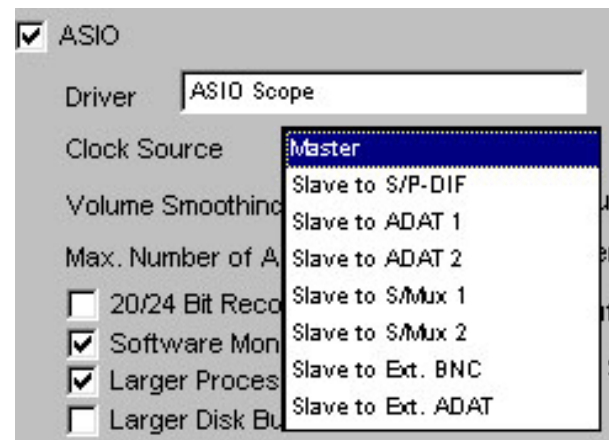 ASIO
Driver ASIO Scope
Clock Source Master
Slave to S/P-DIF
Volume Smoothing
Slave to ADAT 1
Max. Number of A
Slave to ADAT 2
20/24 Bit Reco
Slave to S/Mux 1
Software Mon
Slave to S/Mux 2
Larger Proces
Slave to Ext. BNC
Larger Disk Bu
Slave to Ext. ADAT